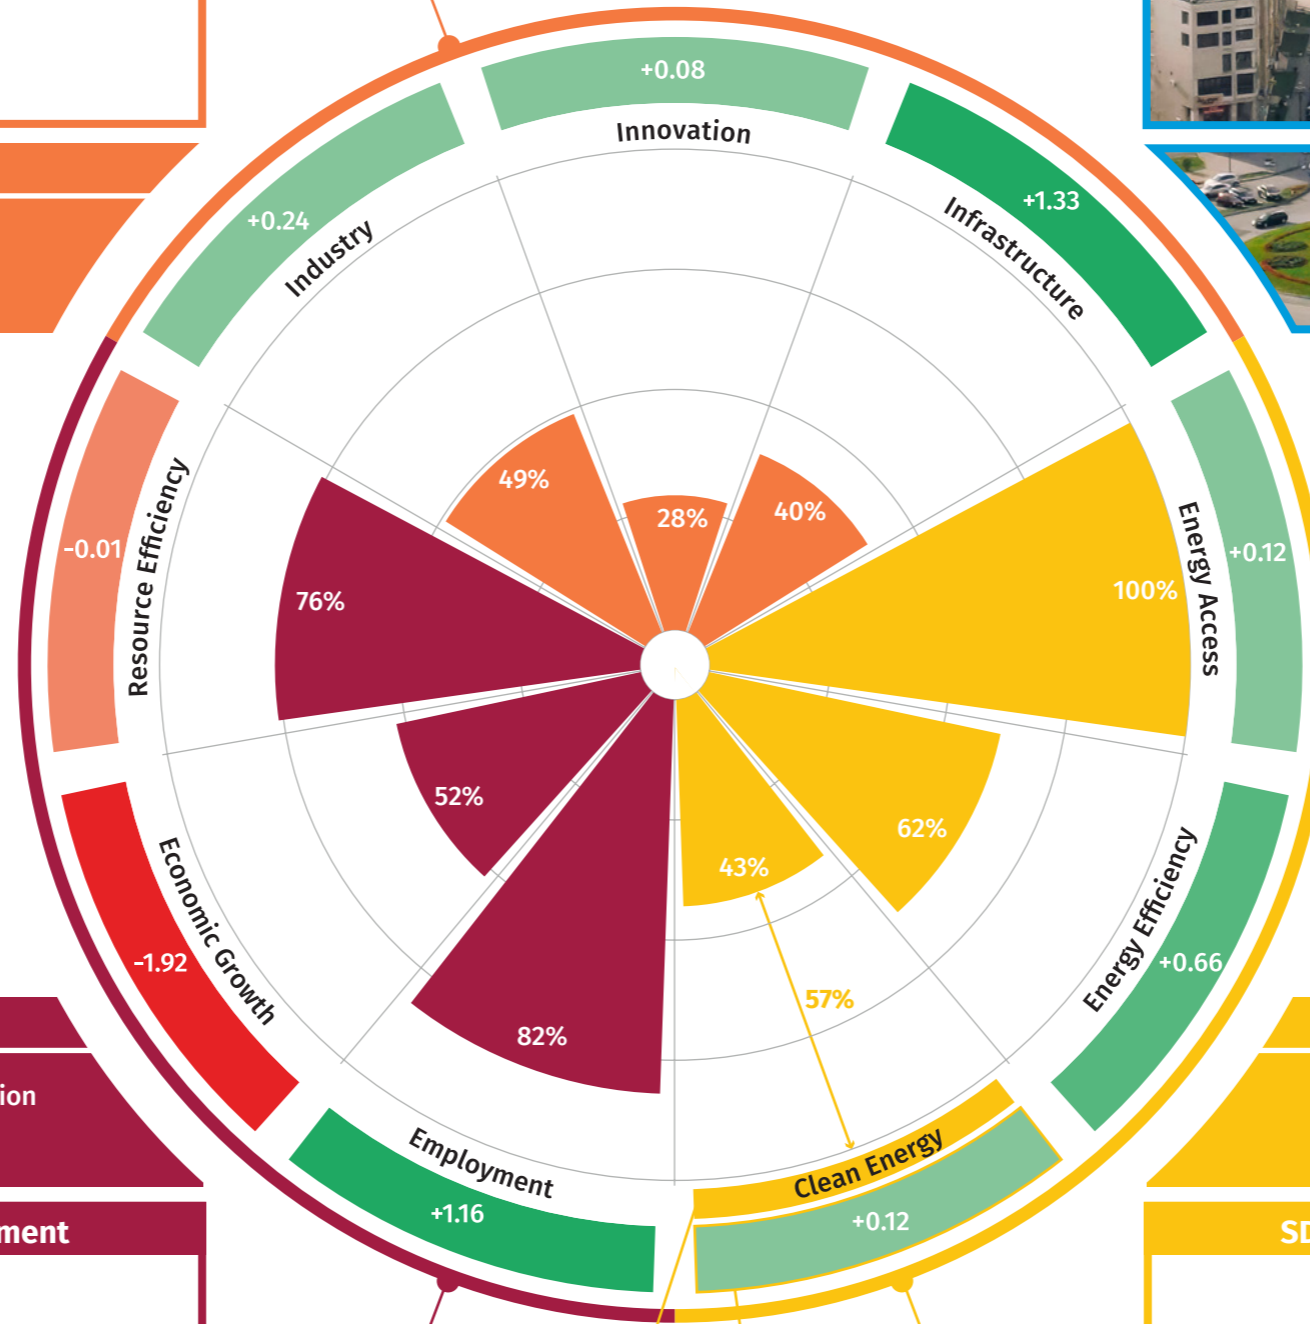 +0.08
Innovation
+1.33
Infrastructure
+0.24
Industry
-0.01
Resource Efficiency
76%
49%
28%
40%
100%
Energy Access
+0.12
52%
62%
43%
57%
82%
Economic Growth
-1.92
Energy Efficiency
+0.66
Employment
+1.16
Clean Energy
+0.12
ion
ment
SD